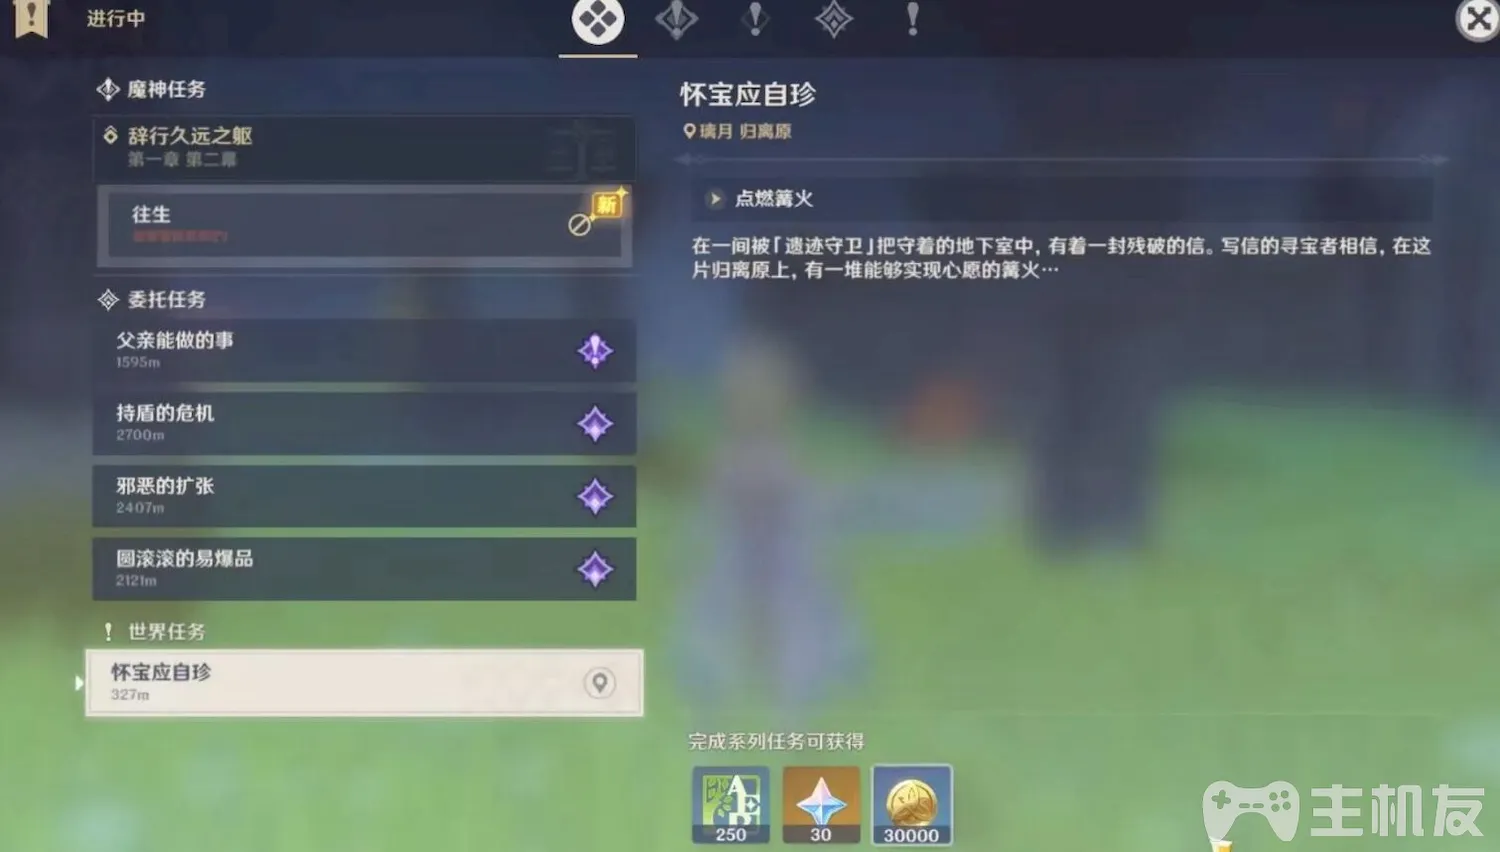 进行中
魔神任务
辞行久远之躯
第一章 第二幕
往生
新
委托任务
父亲能做的事
1595m
持盾的危机
2700m
邪恶的扩张
2407m
圆滚滚的易爆品
2121m
世界任务
怀宝应自珍
327m
怀宝应自珍
璃月 归离原
点燃篝火
在一间被「遗迹守卫」把守着的地下室中，有着一封残破的信。写信的寻宝者相信，在这
片归离原上，有一堆能够实现心愿的篝火…
完成系列任务可获得
250
30
30000
主机友